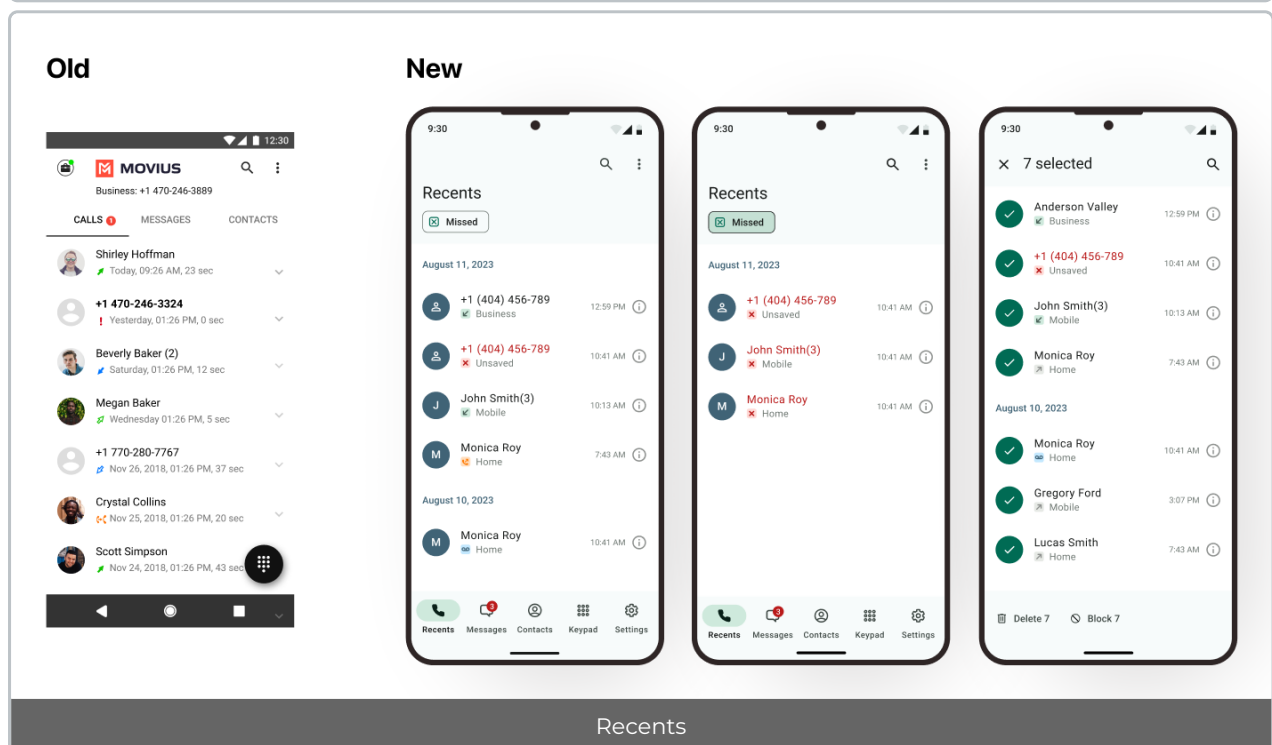 Old
New
12:30
MOVIUS
Business: +1 470-246-3889
CALLS 1
MESSAGES
CONTACTS
Shirley Hoffman
Today, 09:26 AM, 23 sec
+1 470-246-3324
! Yesterday, 01:26 PM, 0 sec
Beverly Baker (2)
Saturday, 01:26 PM, 12 sec
Megan Baker
Wednesday 01:26 PM, 5 sec
+1 770-280-7767
Nov 26, 2018, 01:26 PM, 37 sec
Crystal Collins
Nov 25, 2018, 01:26 PM, 20 sec
Scott Simpson
Nov 24, 2018, 01:26 PM, 43 sec
9:30
Recents
Missed
August 11, 2023
+1 (404) 456-789
Business
12:59 PM
+1 (404) 456-789
Unsaved
10:41 AM
John Smith(3)
Mobile
10:13 AM
Monica Roy
Home
7:43 AM
August 10, 2023
Monica Roy
Home
10:41 AM
3
Recents
Messages
Contacts
Keypad
Settings
9:30
Recents
Missed
August 11, 2023
+1 (404) 456-789
Unsaved
10:41 AM
John Smith(3)
Mobile
10:41 AM
Monica Roy
Home
10:41 AM
3
Recents
Messages
Contacts
Keypad
Settings
9:30
7 selected
Anderson Valley
Business
12:59 PM
+1 (404) 456-789
Unsaved
10:41 AM
John Smith(3)
Mobile
10:13 AM
Monica Roy
Home
7:43 AM
August 10, 2023
Monica Roy
Home
10:41 AM
Gregory Ford
Mobile
3:07 PM
Lucas Smith
Home
7:43 AM
Delete 7
Block 7
Recents